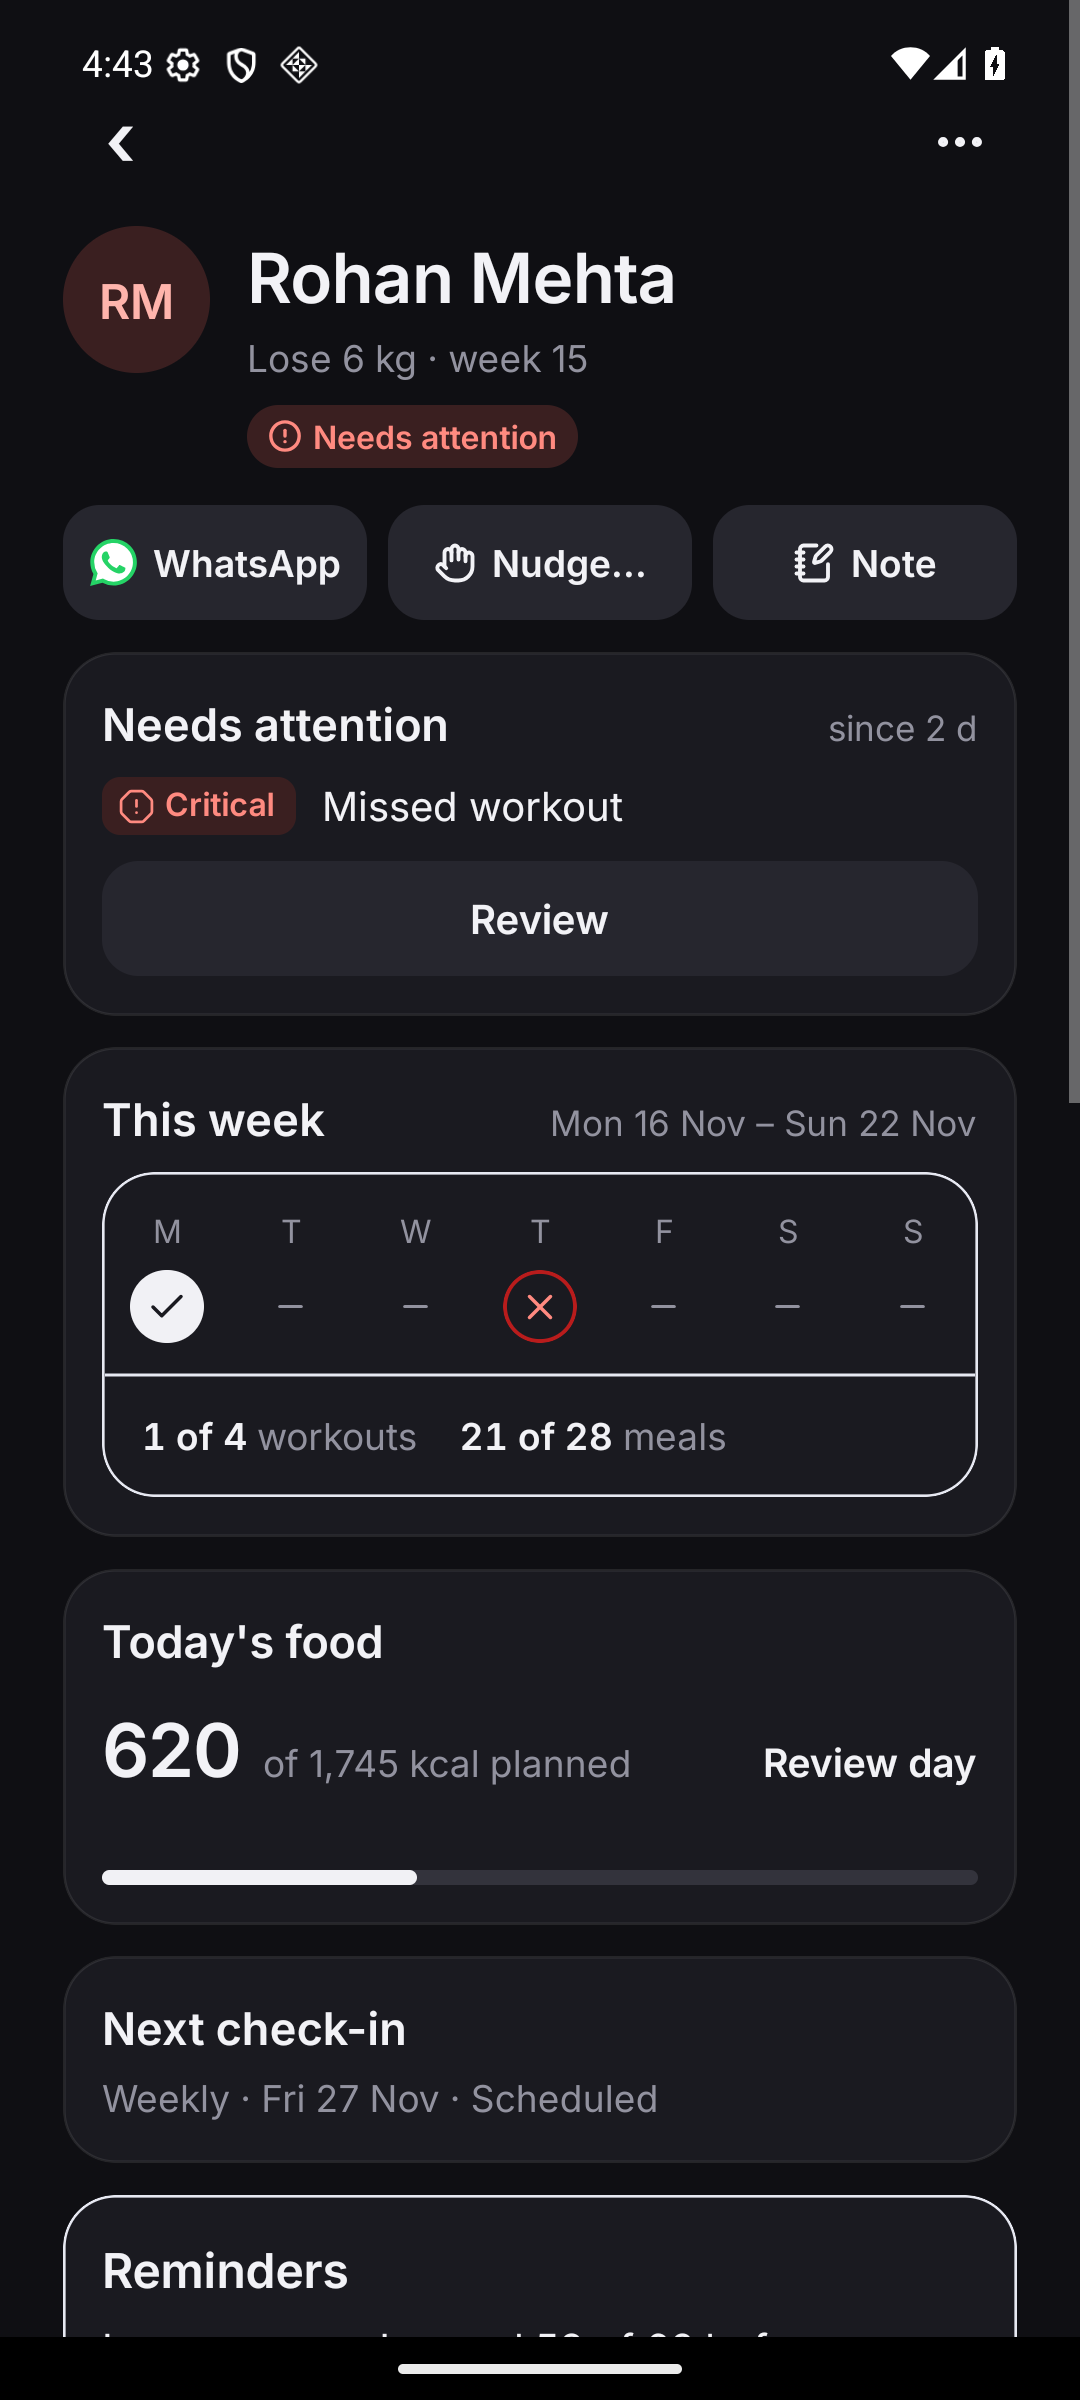 4:43
RM
Rohan Mehta
Lose 6 kg · week 15
Needs attention
WhatsApp
Nudge...
Note
Needs attention
since 2 d
Critical
Missed workout
Review
This week
Mon 16 Nov – Sun 22 Nov
M T W T F S S
1 of 4 workouts 21 of 28 meals
Today's food
620 of 1,745 kcal planned
Review day
Next check-in
Weekly · Fri 27 Nov · Scheduled
Reminders